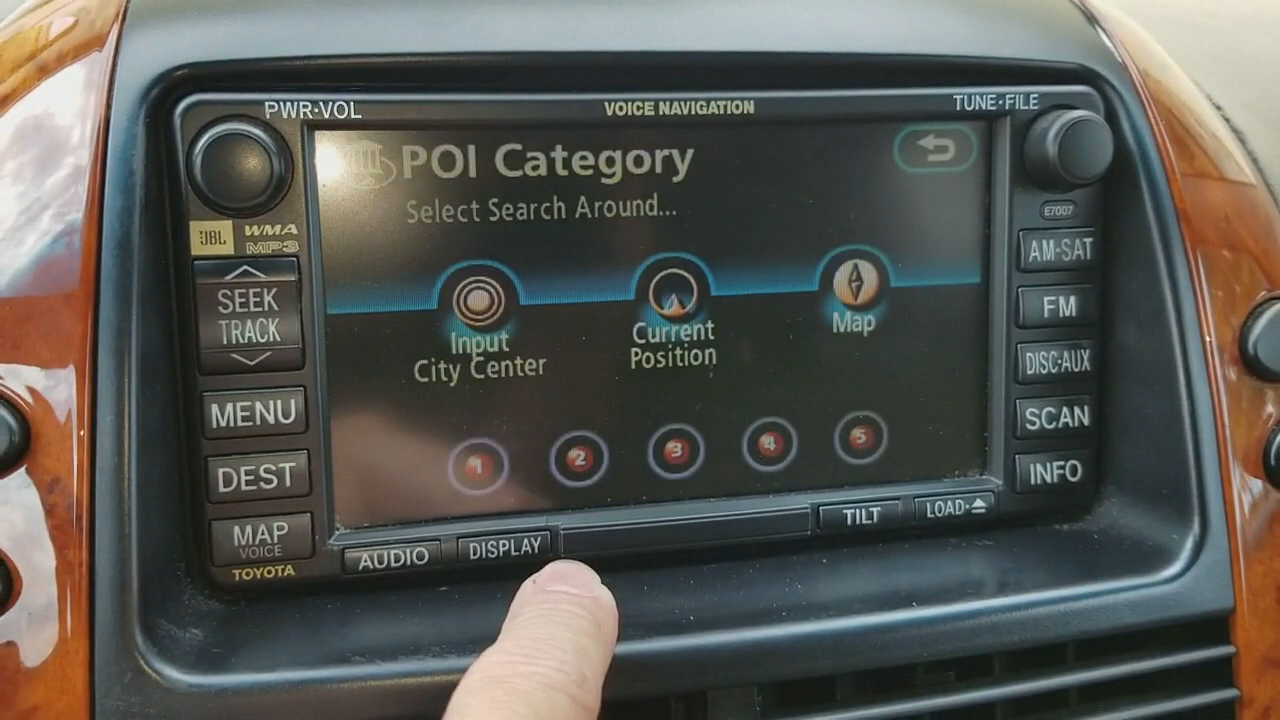 PWR·VOL
VOICE NAVIGATION
TUNE·FILE
POI Category
Select Search Around...
JBL
WMA
MP3
E7007
AM·SAT
SEEK
TRACK
FM
Input
City Center
Current
Position
Map
DISC·AUX
MENU
SCAN
1
2
3
4
5
DEST
INFO
MAP
VOICE
TOYOTA
AUDIO
DISPLAY
TILT
LOAD·